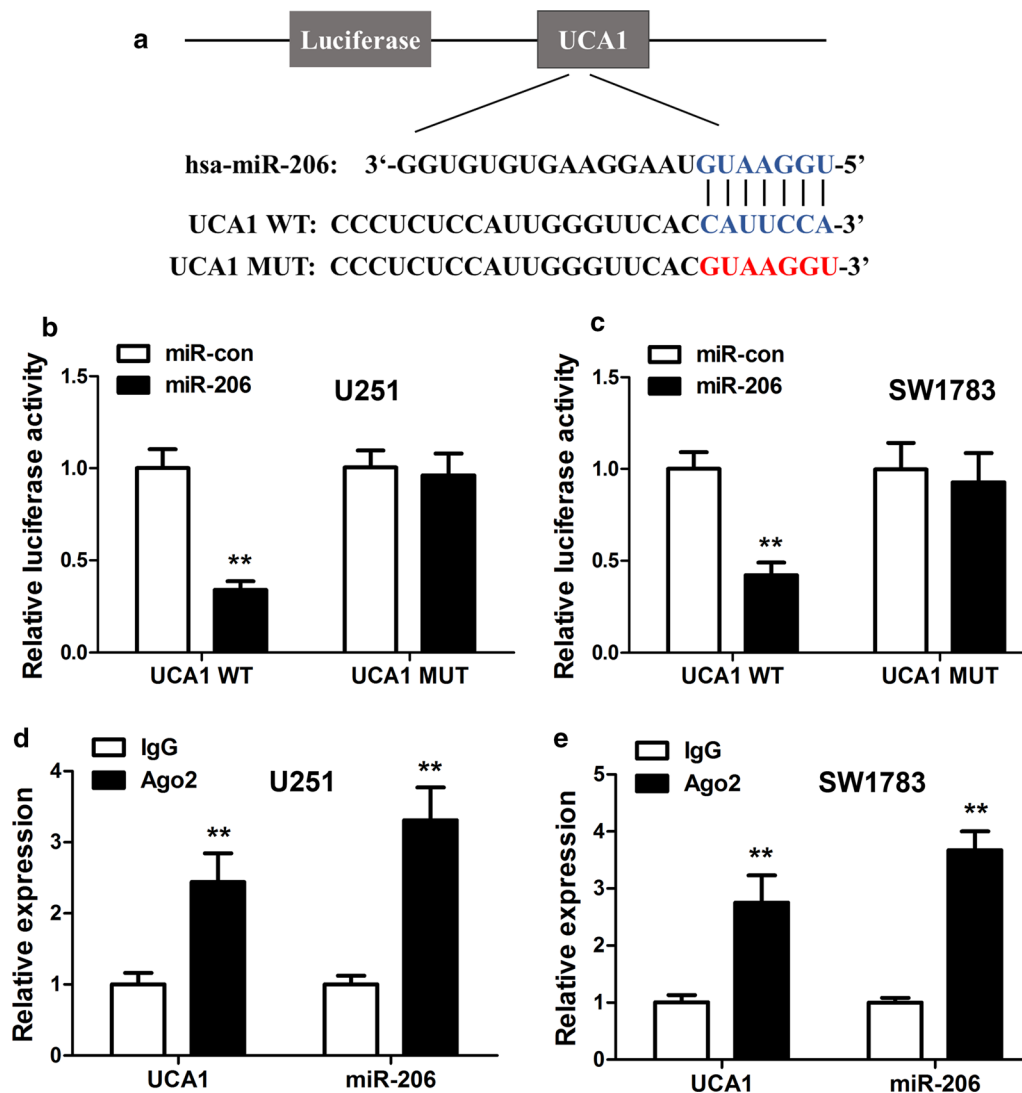 a
Luciferase
UCA1
hsa-miR-206: 3‘-GGUGUGUGAAGGAAUGUAAGGU-5’
UCA1 WT: CCCUCUCCAUUGGGUUCACCAUUCCA-3’
UCA1 MUT: CCCUCUCCAUUGGGUUCACGUAAGGU-3’
b
miR-con
miR-206
U251
Relative luciferase activity
1.5
1.0
0.5
0.0
**
UCA1 WT
UCA1 MUT
c
miR-con
miR-206
SW1783
Relative luciferase activity
1.5
1.0
0.5
0.0
**
UCA1 WT
UCA1 MUT
d
IgG
Ago2
U251
Relative expression
4
3
2
1
0
**
**
UCA1
miR-206
e
IgG
Ago2
SW1783
Relative expression
5
4
3
2
1
0
**
**
UCA1
miR-206